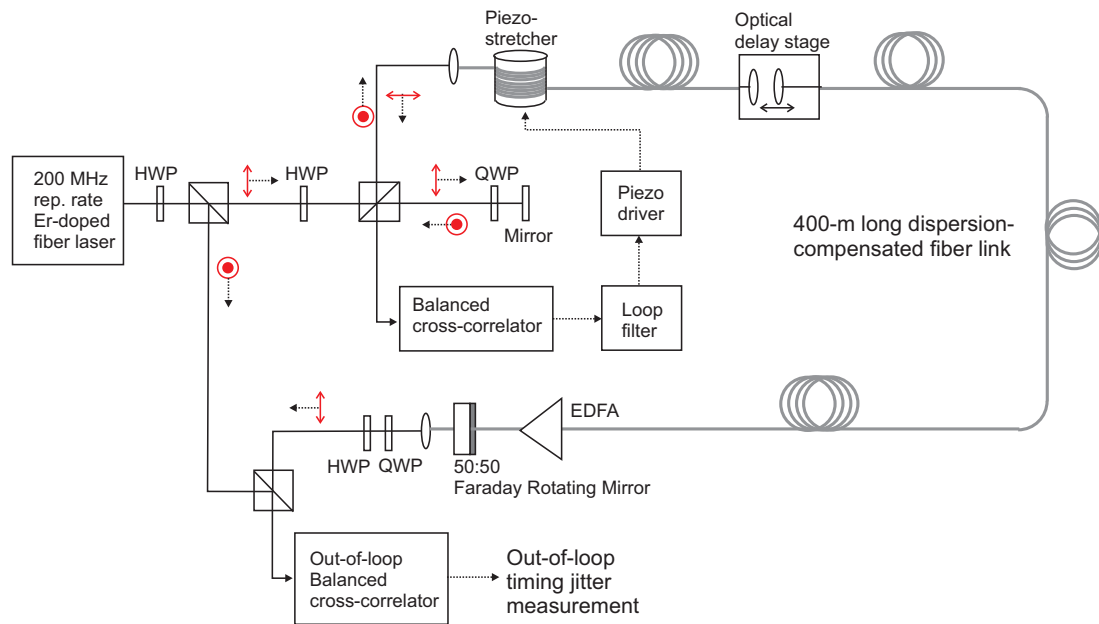 Piezo-
stretcher
Optical
delay stage
200 MHz
rep. rate
Er-doped
fiber laser
HWP
HWP
QWP
Mirror
Piezo
driver
400-m long dispersion-
compensated fiber link
Balanced
cross-correlator
Loop
filter
EDFA
HWP
QWP
50:50
Faraday Rotating Mirror
Out-of-loop
Balanced
cross-correlator
Out-of-loop
timing jitter
measurement